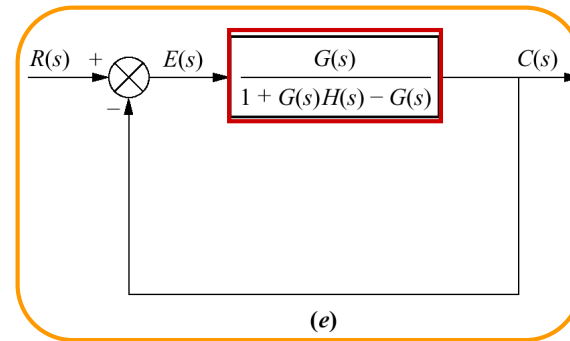 R(s) + E(s) G(s) C(s)
1 + G(s)H(s) − G(s)
−
(e)